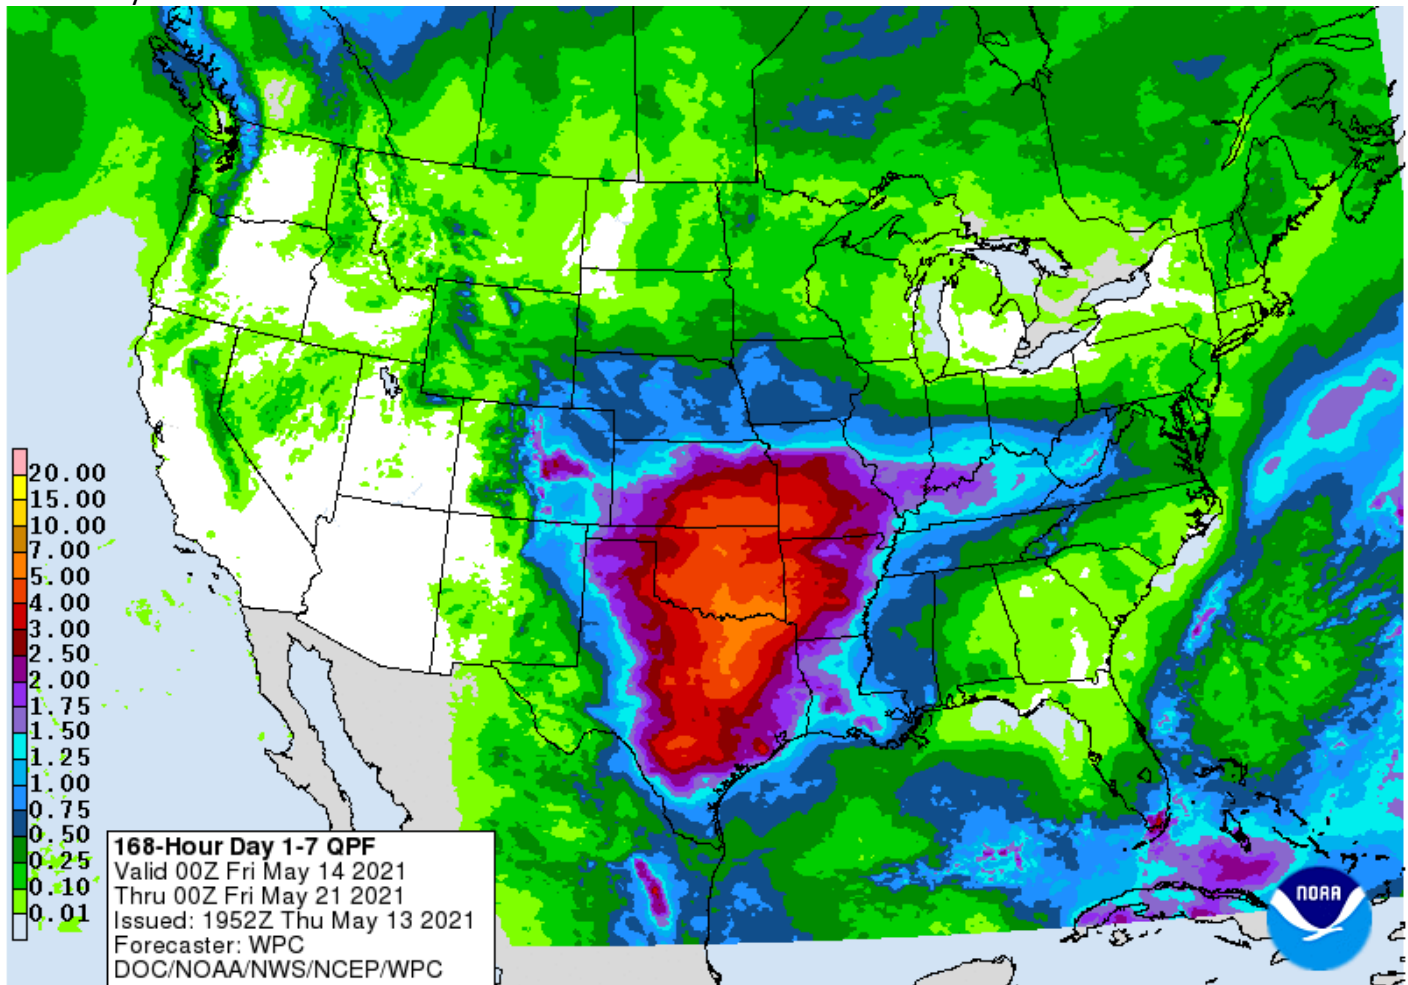 20.00
15.00
10.00
7.00
5.00
4.00
3.00
2.50
2.00
1.75
1.50
1.25
1.00
0.75
0.50
0.25
0.10
0.01
168-Hour Day 1-7 QPF
Valid 00Z Fri May 14 2021
Thru 00Z Fri May 21 2021
Issued: 1952Z Thu May 13 2021
Forecaster: WPC
DOC/NOAA/NWS/NCEP/WPC
NOAA